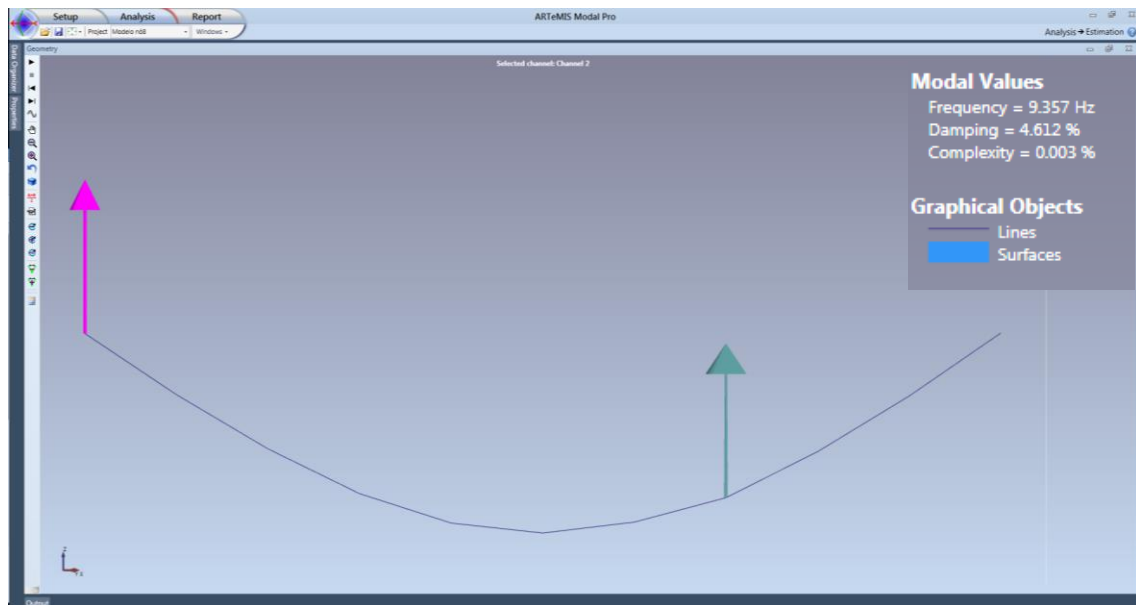 Setup Analysis Report
ARTeMIS Modal Pro
Project Modelo nd8 Windows
Analysis Estimation
Geometry
Data Organizer
Properties
Selected channel: Channel 2
Modal Values
Frequency = 9.357 Hz
Damping = 4.612 %
Complexity = 0.003 %
Graphical Objects
Lines
Surfaces
Z
X
Output